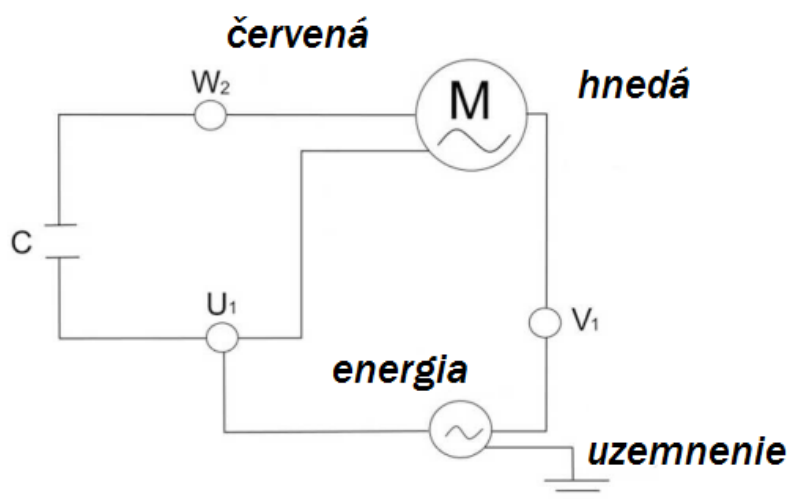 červená
W₂
M
hnedá
C
U₁
V₁
energia
uzemnenie